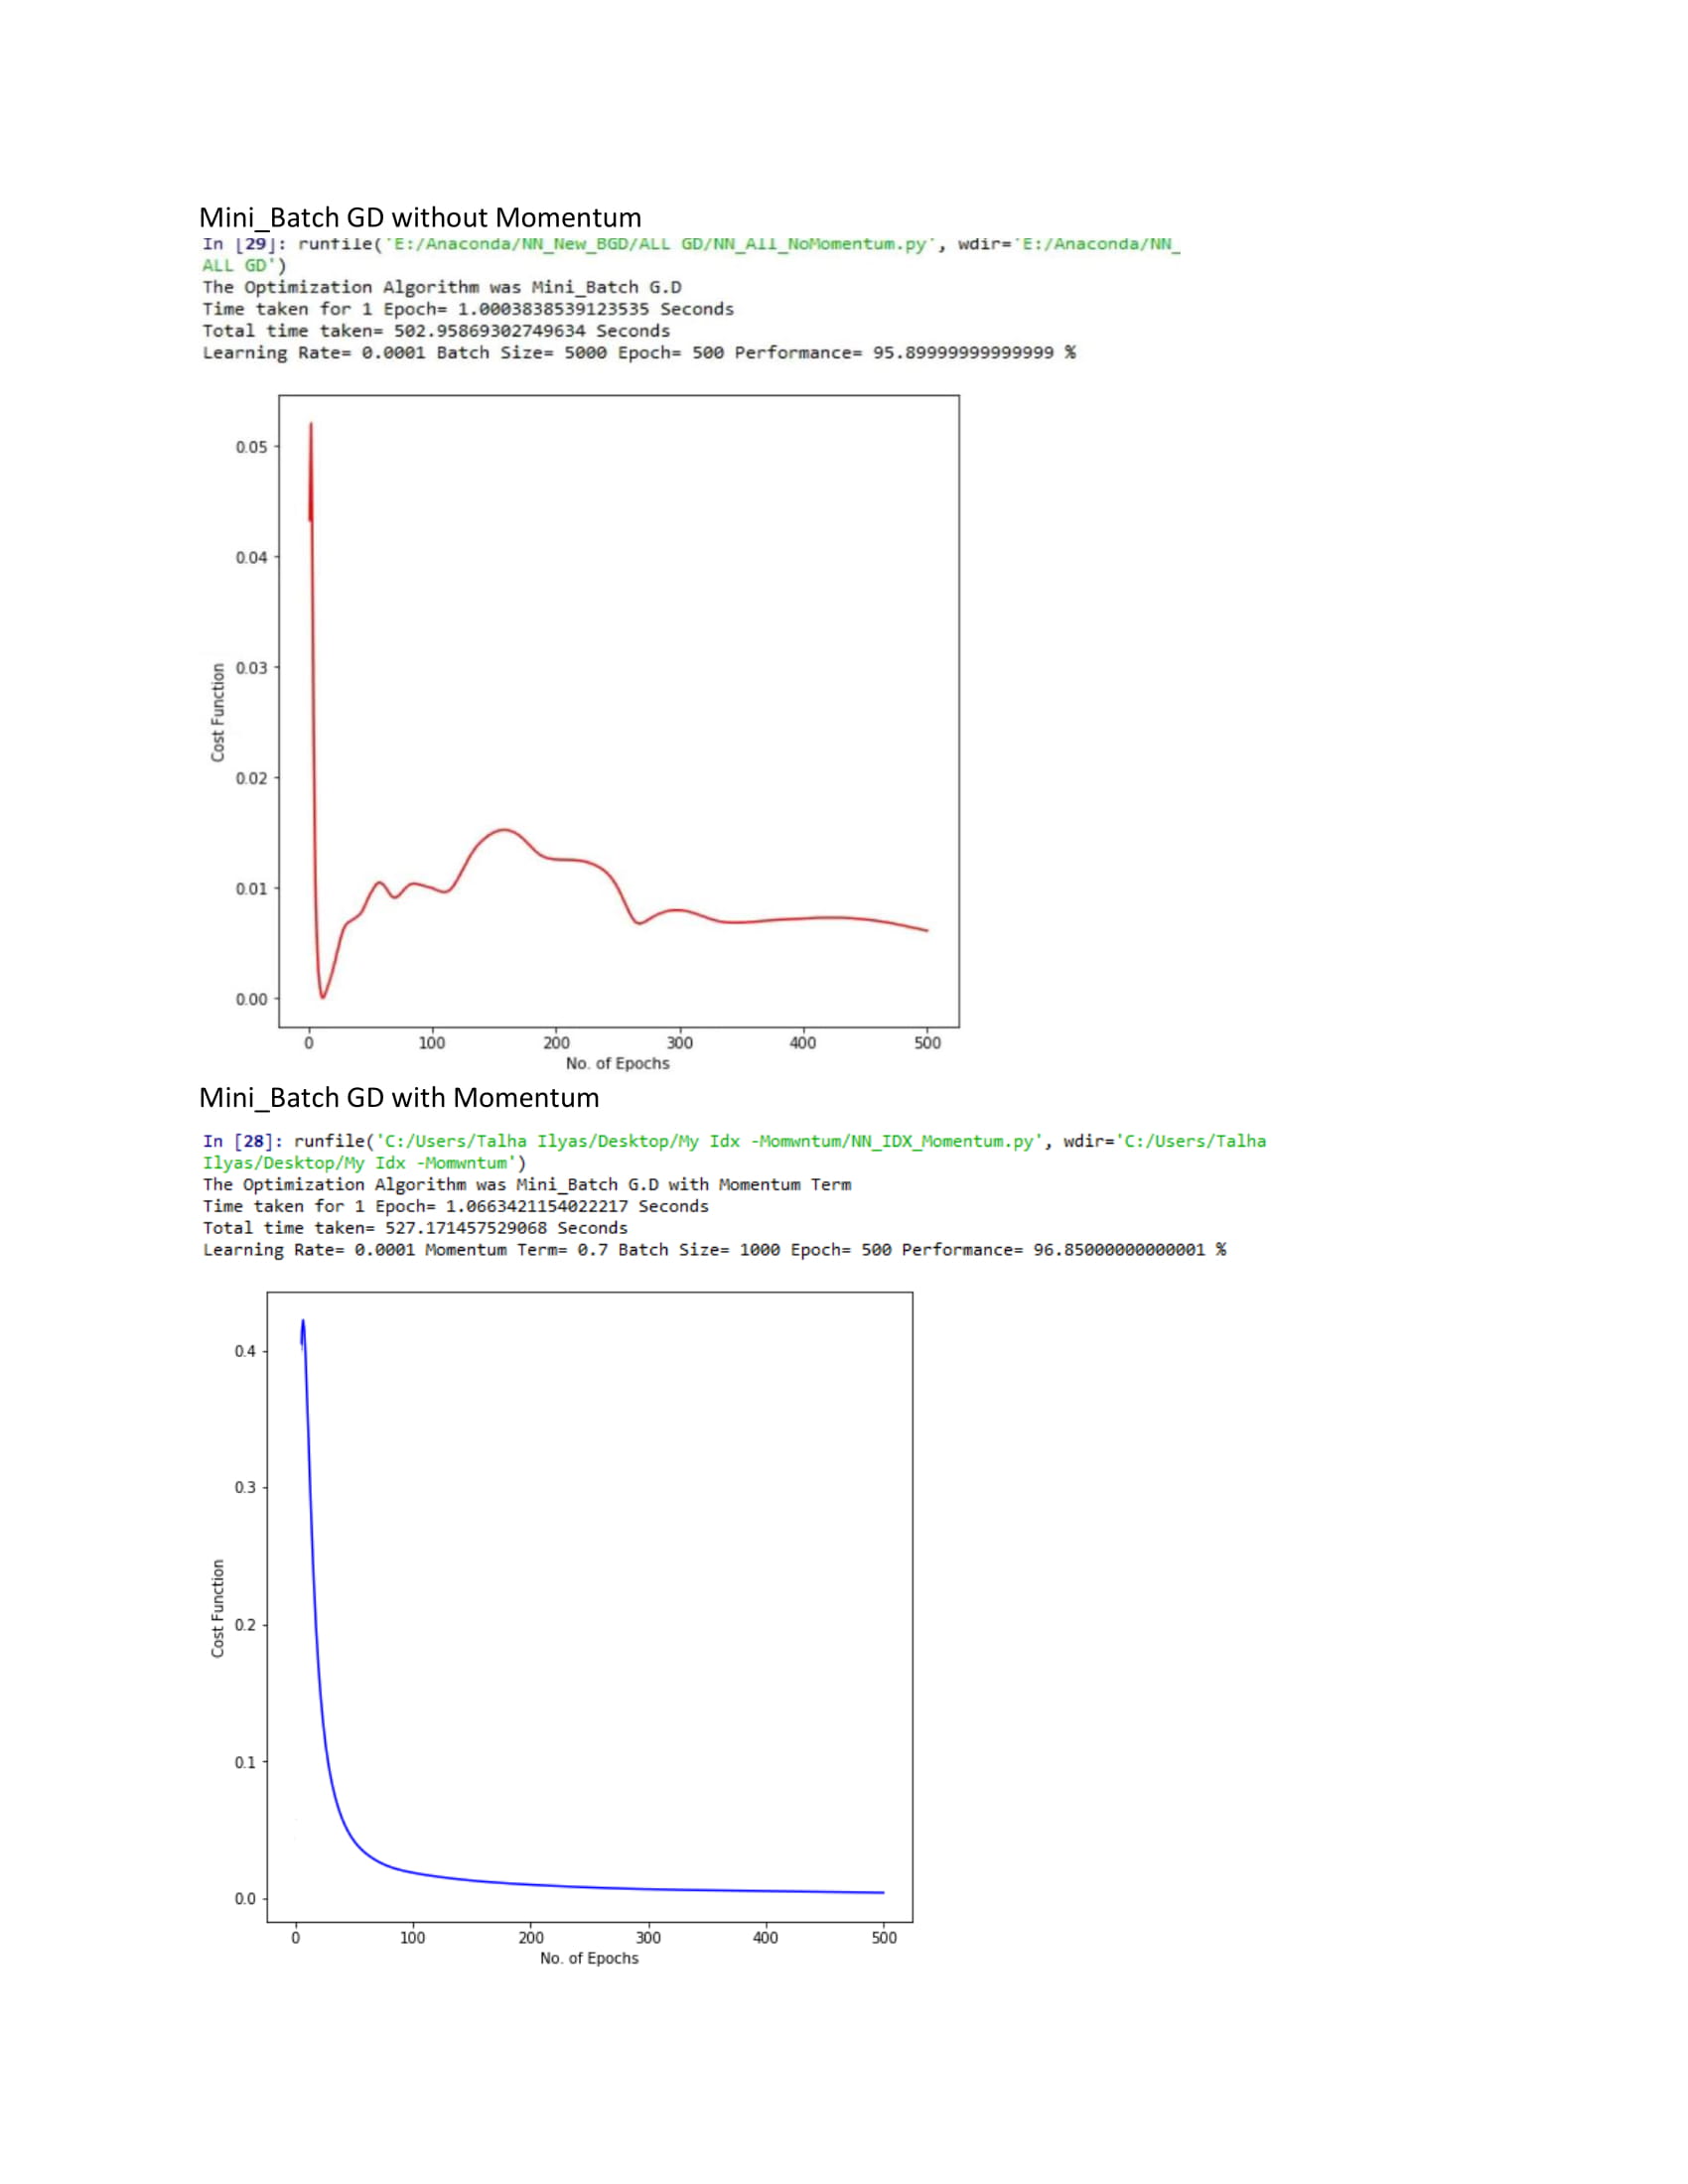 Mini_Batch GD without Momentum
In [29]: runfile('E:/Anaconda/NN_New_BGD/ALL GD/NN_All_NoMomentum.py', wdir='E:/Anaconda/NN_
ALL GD')
The Optimization Algorithm was Mini_Batch G.D
Time taken for 1 Epoch= 1.0003838539123535 Seconds
Total time taken= 502.95869302749634 Seconds
Learning Rate= 0.0001 Batch Size= 5000 Epoch= 500 Performance= 95.89999999999999 %
0.05
0.04
0.03
0.02
0.01
0.00
Cost Function
0 100 200 300 400 500
No. of Epochs
Mini_Batch GD with Momentum
In [28]: runfile('C:/Users/Talha Ilyas/Desktop/My Idx -Momwntum/NN_IDX_Momentum.py', wdir='C:/Users/Talha
Ilyas/Desktop/My Idx -Momwntum')
The Optimization Algorithm was Mini_Batch G.D with Momentum Term
Time taken for 1 Epoch= 1.0663421154022217 Seconds
Total time taken= 527.171457529068 Seconds
Learning Rate= 0.0001 Momentum Term= 0.7 Batch Size= 1000 Epoch= 500 Performance= 96.85000000000001 %
0.4
0.3
0.2
0.1
0.0
Cost Function
0 100 200 300 400 500
No. of Epochs